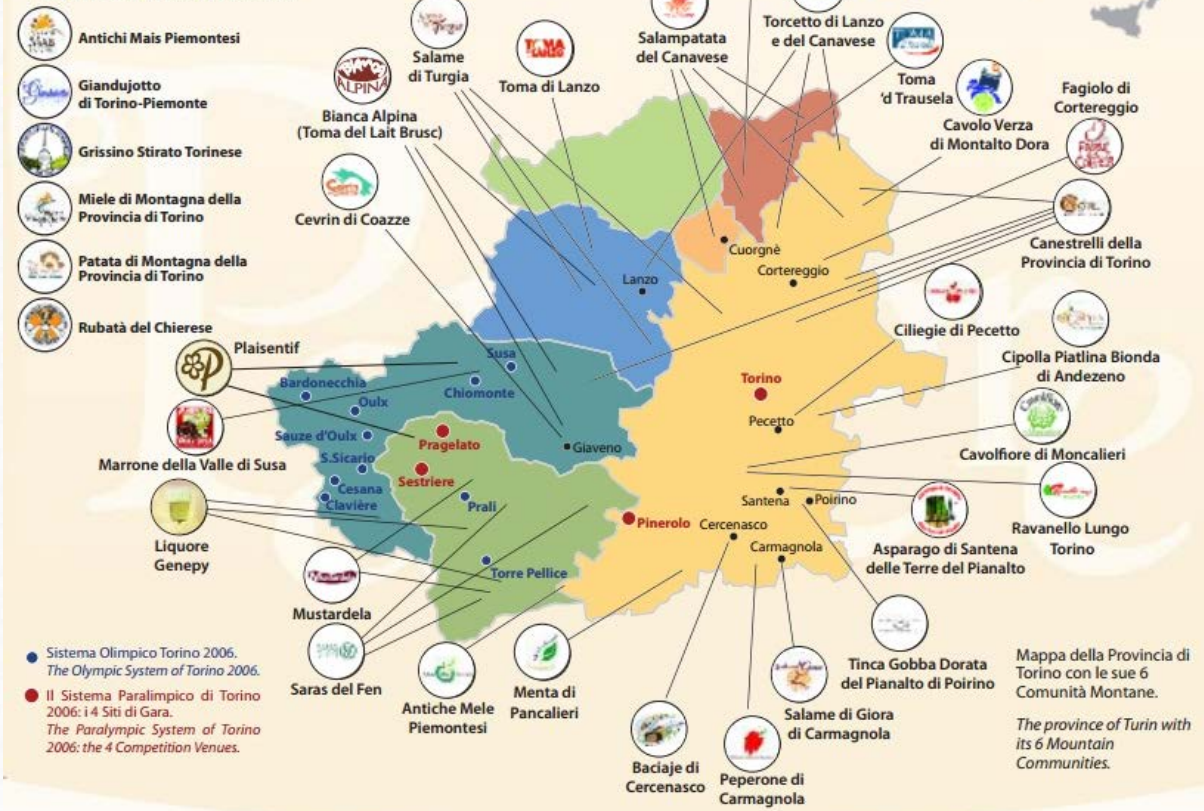 Antichi Mais Piemontesi
Giandujotto
di Torino-Piemonte
Grissino Stirato Torinese
Miele di Montagna della
Provincia di Torino
Patata di Montagna della
Provincia di Torino
Rubatà del Chierese
Salame
di Turgia
Bianca Alpina
(Toma del Lait Brusc)
ALPINA
Cevrin di Coazze
TOMA
LANZO
Toma di Lanzo
Salampatata
del Canavese
Torcetto di Lanzo
e del Canavese
Toma
'd Trausela
Cavolo Verza
di Montalto Dora
Fagiolo di
Cortereggio
Canestrelli della
Provincia di Torino
Ciliegie di Pecetto
Cipolla Piatlina Bionda
di Andezeno
Cavolfiore di Moncalieri
Ravanello Lungo
Torino
Asparago di Santena
delle Terre del Pianalto
Tinca Gobba Dorata
del Pianalto di Poirino
Salame di Giora
di Carmagnola
Peperone di
Carmagnola
Baciaje di
Cercenasco
Menta di
Pancalieri
Antiche Mele
Piemontesi
Saras del Fen
Mustardela
Liquore
Genepy
Marrone della Valle di Susa
Plaisentif
Cuorgnè
Cortereggio
Lanzo
Susa
Bardonecchia
Chiomonte
Oulx
Sauze d'Oulx
S.Sicario
Cesana
Clavière
Pragelato
Sestriere
Prali
Giaveno
Torre Pellice
Pinerolo
Torino
Pecetto
Santena
Poirino
Cercenasco
Carmagnola
Sistema Olimpico Torino 2006.
The Olympic System of Torino 2006.
Il Sistema Paralimpico di Torino
2006: i 4 Siti di Gara.
The Paralympic System of Torino
2006: the 4 Competition Venues.
Mappa della Provincia di
Torino con le sue 6
Comunità Montane.
The province of Turin with
its 6 Mountain
Communities.